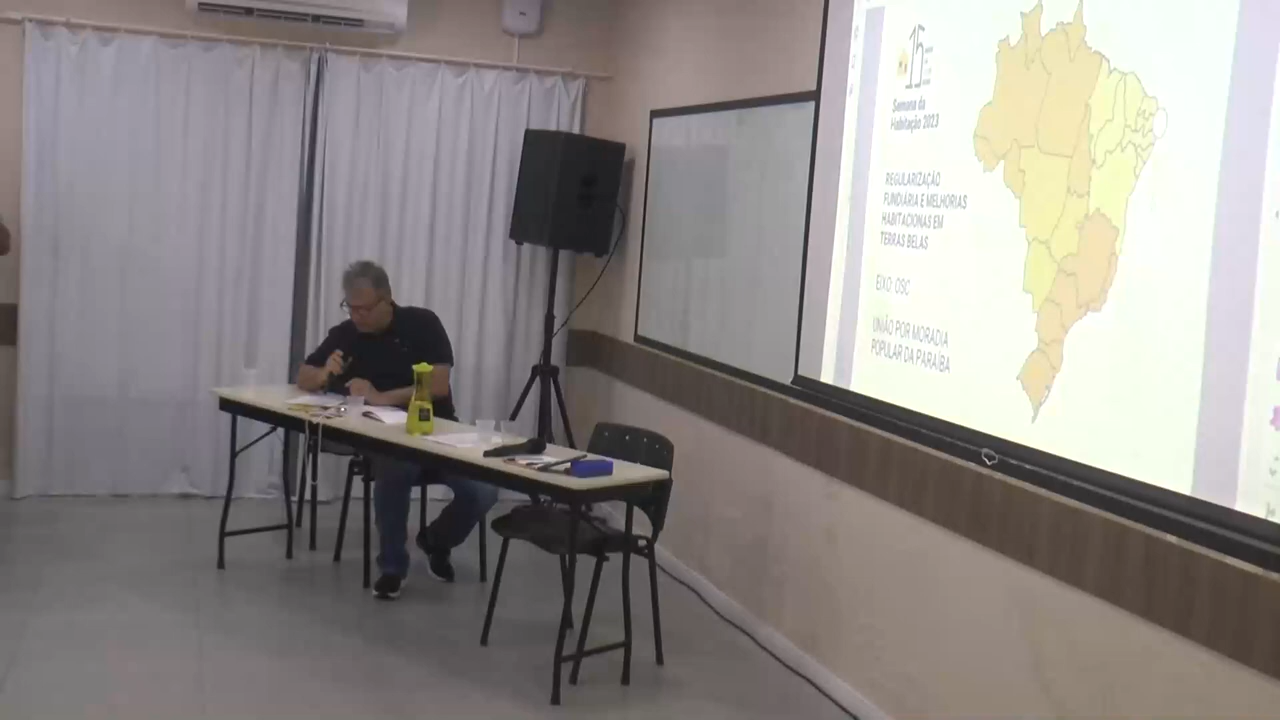 15
Semana da
Habitação 2023
REGULARIZAÇÃO
FUNDIÁRIA E MELHORIAS
HABITACIONAS EM
TERRAS BELAS
EIXO: OSC
UNIÃO POR MORADIA
POPULAR DA PARAÍBA